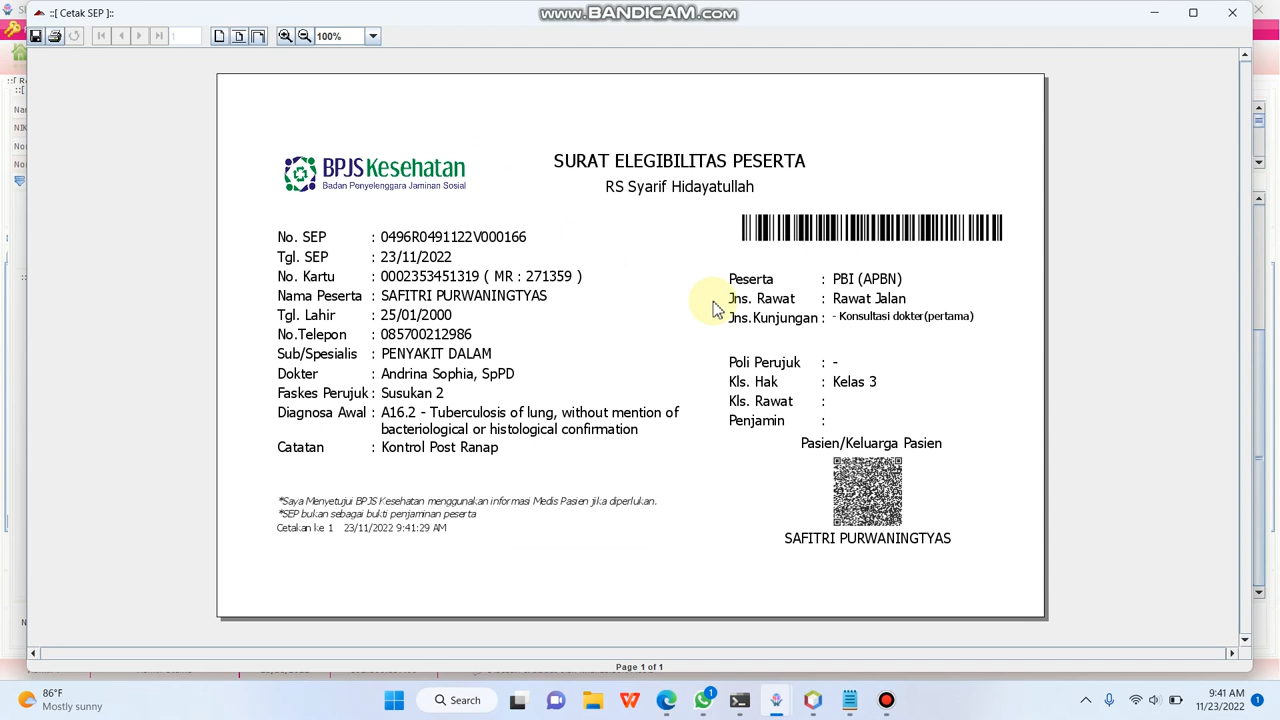 ::[ Cetak SEP ]::
www.BANDICAM.com
1
100%
BPJS Kesehatan
Badan Penyelenggara Jaminan Sosial
SURAT ELEGIBILITAS PESERTA
RS Syarif Hidayatullah
No. SEP : 0496R0491122V000166
Tgl. SEP : 23/11/2022
No. Kartu : 0002353451319 ( MR : 271359 )
Nama Peserta : SAFITRI PURWANINGTYAS
Tgl. Lahir : 25/01/2000
No.Telepon : 085700212986
Sub/Spesialis : PENYAKIT DALAM
Dokter : Andrina Sophia, SpPD
Faskes Perujuk : Susukan 2
Diagnosa Awal : A16.2 - Tuberculosis of lung, without mention of
bacteriological or histological confirmation
Catatan : Kontrol Post Ranap
Peserta : PBI (APBN)
Jns. Rawat : Rawat Jalan
Jns.Kunjungan : - Konsultasi dokter(pertama)
Poli Perujuk : -
Kls. Hak : Kelas 3
Kls. Rawat :
Penjamin :
Pasien/Keluarga Pasien
SAFITRI PURWANINGTYAS
*Saya Menyetujui BPJS Kesehatan menggunakan informasi Medis Pasien jika diperlukan.
*SEP bukan sebagai bukti penjaminan peserta
Cetakan ke 1 23/11/2022 9:41:29 AM
Page 1 of 1
86°F
Mostly sunny
Search
1
9:41 AM
11/23/2022
1